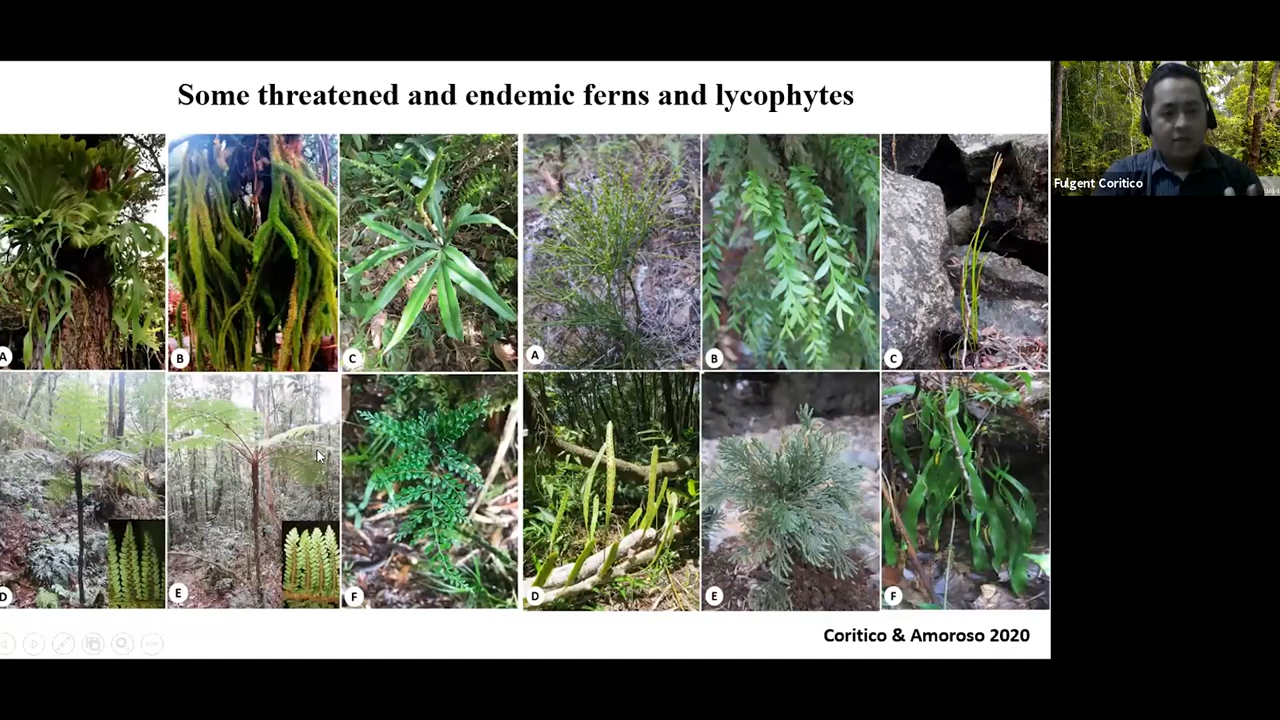 Some threatened and endemic ferns and lycophytes
Fulgent Coritico
A
B
C
A
B
C
D
E
F
D
E
F
Coritico & Amoroso 2020